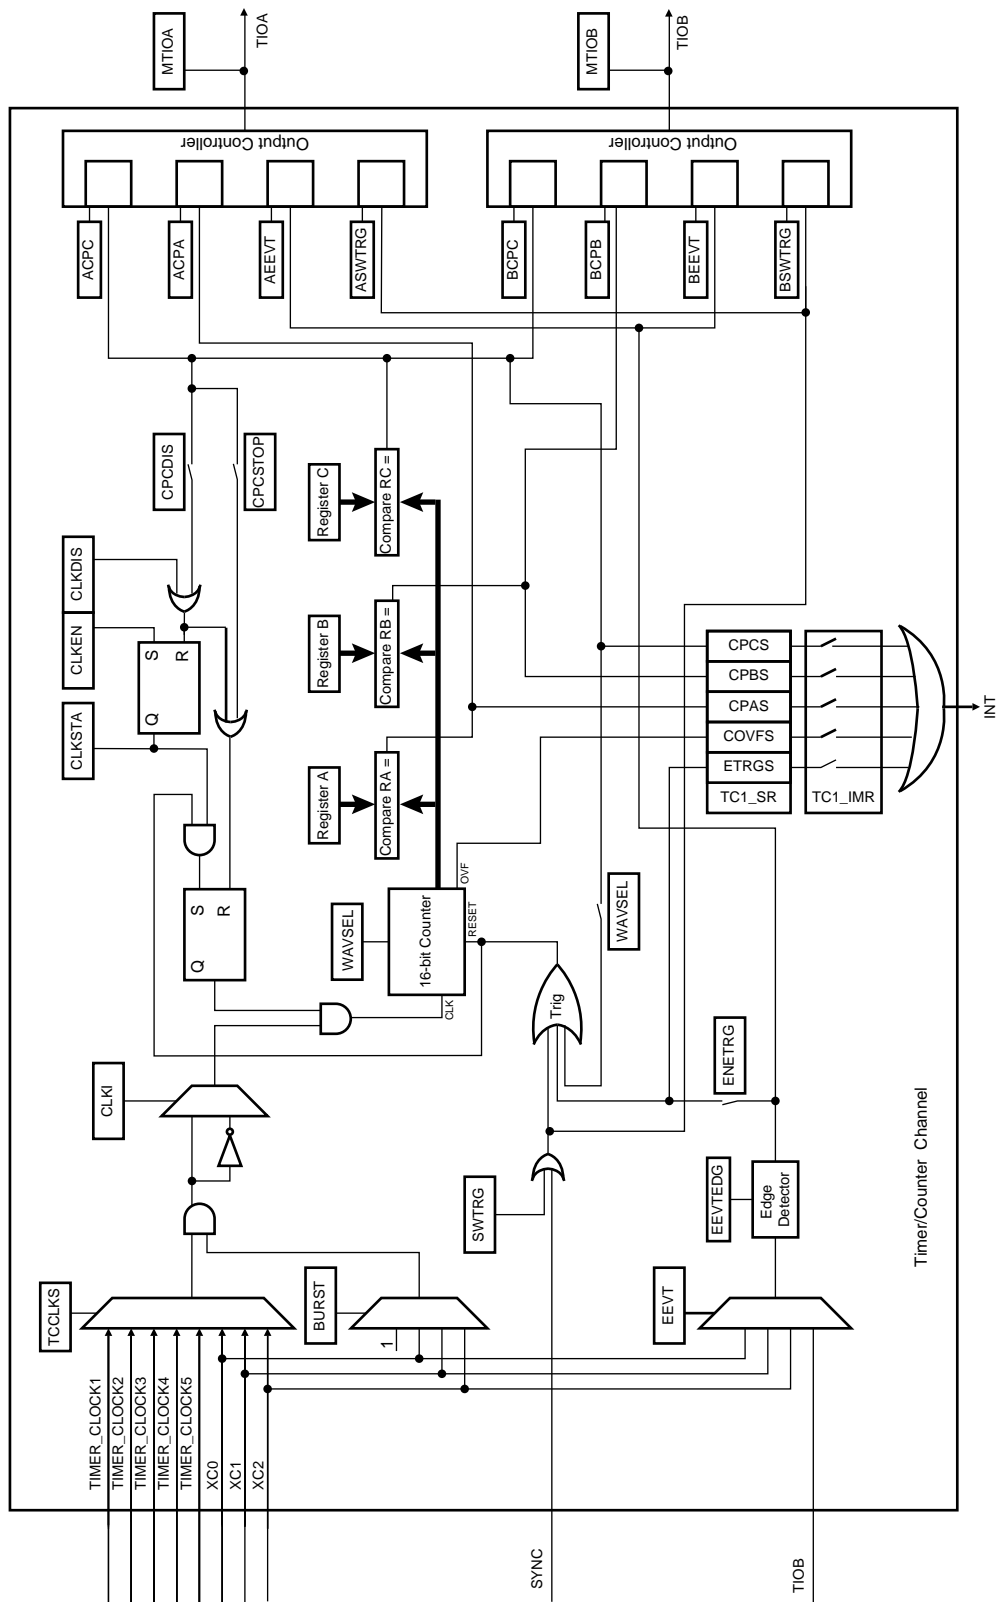 TIMER_CLOCK1
TIMER_CLOCK2
TIMER_CLOCK3
TIMER_CLOCK4
TIMER_CLOCK5
XC0
XC1
XC2
TCCLKS
CLKI
CLKSTA
CLKEN
CLKDIS
CPCDIS
CPCSTOP
Q
S
R
Q
S
R
ACPC
ACPA
AEEVT
ASWTRG
Output Controller
MTIOA
TIOA
BURST
1
WAVSEL
16-bit Counter
CLK
RESET
OVF
Register A
Register B
Register C
Compare RA =
Compare RB =
Compare RC =
BCPC
BCPB
BEEVT
BSWTRG
Output Controller
MTIOB
TIOB
SYNC
SWTRG
Trig
WAVSEL
TIOB
EEVT
EEVTEDG
Edge
Detector
ENETRG
CPCS
CPBS
CPAS
COVFS
ETRGS
TC1_SR
TC1_IMR
INT
Timer/Counter Channel